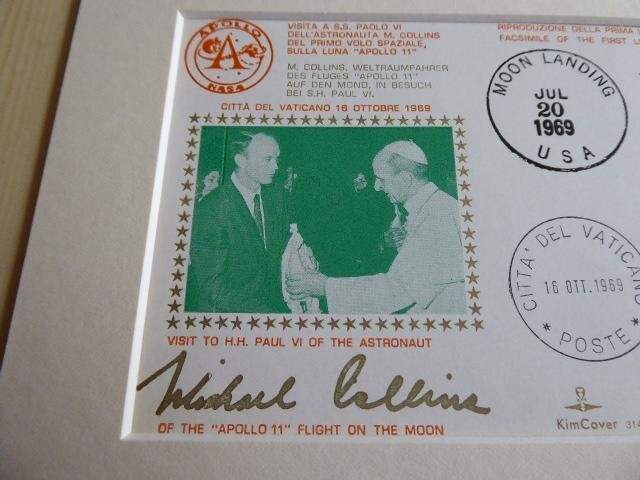 APOLLO
NASA
VISITA A S.S. PAOLO VI
DELL'ASTRONAUTA M. COLLINS
DEL PRIMO VOLO SPAZIALE,
SULLA LUNA "APOLLO 11"
M. COLLINS, WELTRAUMFAHRER
DES FLUGES "APOLLO 11"
AUF DEN MOND, IN BESUCH
BEI S.H. PAUL VI.
CITTÀ DEL VATICANO 16 OTTOBRE 1969
VISIT TO H.H. PAUL VI OF THE ASTRONAUT
Michael Collins
OF THE "APOLLO 11" FLIGHT ON THE MOON
RIPRODUZIONE DELLA PRIMA
FACSIMILE OF THE FIRST
MOON LANDING
JUL
20
1969
USA
CITTA' DEL VATICANO
16 OTT. 1969
* POSTE *
KimCover 314